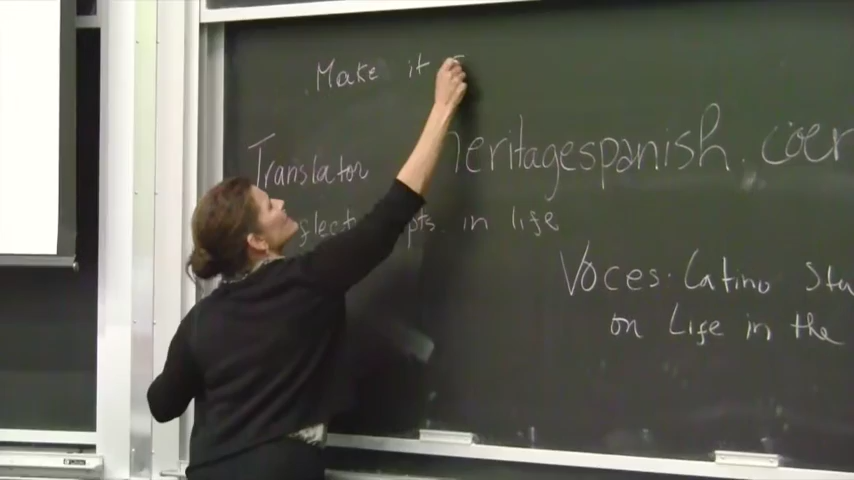 Make it
Translator heritagespanish.coer
in life
Voces. Latino Stu
on Life in the